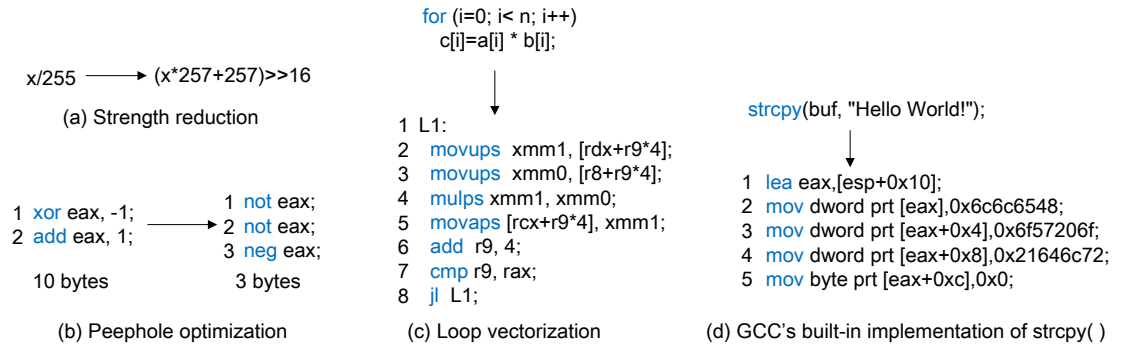 x/255 (x*257+257)>>16
(a) Strength reduction
1 xor eax, -1;
2 add eax, 1;
10 bytes
1 not eax;
2 not eax;
3 neg eax;
3 bytes
(b) Peephole optimization
for (i=0; i< n; i++)
c[i]=a[i] * b[i];
1 L1:
2 movups xmm1, [rdx+r9*4];
3 movups xmm0, [r8+r9*4];
4 mulps xmm1, xmm0;
5 movaps [rcx+r9*4], xmm1;
6 add r9, 4;
7 cmp r9, rax;
8 jl L1;
(c) Loop vectorization
strcpy(buf, "Hello World!");
1 lea eax,[esp+0x10];
2 mov dword prt [eax],0x6c6c6548;
3 mov dword prt [eax+0x4],0x6f57206f;
4 mov dword prt [eax+0x8],0x21646c72;
5 mov byte prt [eax+0xc],0x0;
(d) GCC's built-in implementation of strcpy( )